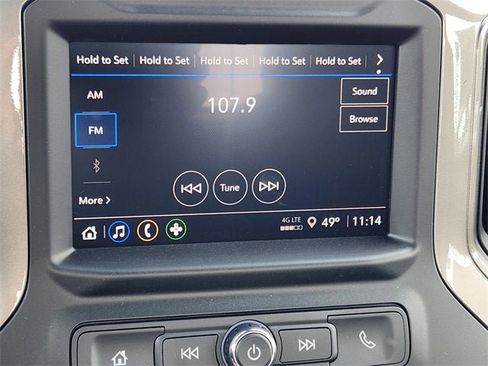 Hold to Set Hold to Set Hold to Set Hold to Set Hold to Set
AM
107.9
Sound
FM
Browse
Tune
More
4G LTE
49° 11:14